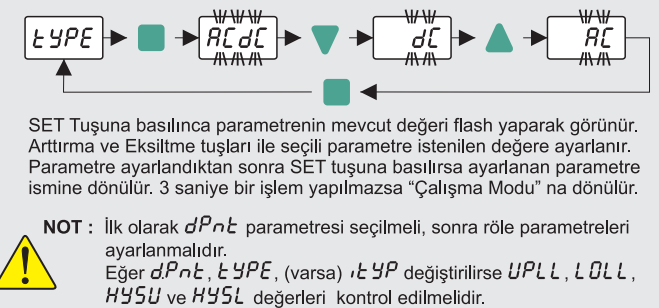 tYPE ACdC dC AC
SET Tuşuna basılınca parametrenin mevcut değeri flash yaparak görünür.
Arttırma ve Eksiltme tuşları ile seçili parametre istenilen değere ayarlanır.
Parametre ayarlandıktan sonra SET tuşuna basılırsa ayarlanan parametre
ismine dönülür. 3 saniye bir işlem yapılmazsa “Çalışma Modu” na dönülür.
NOT : İlk olarak dPnt parametresi seçilmeli, sonra röle parametreleri
ayarlanmalıdır.
Eğer d.Pnt, tYPE, (varsa) ıtYP değiştirilirse UPLL, LOLL,
HYSU ve HYSL değerleri kontrol edilmelidir.